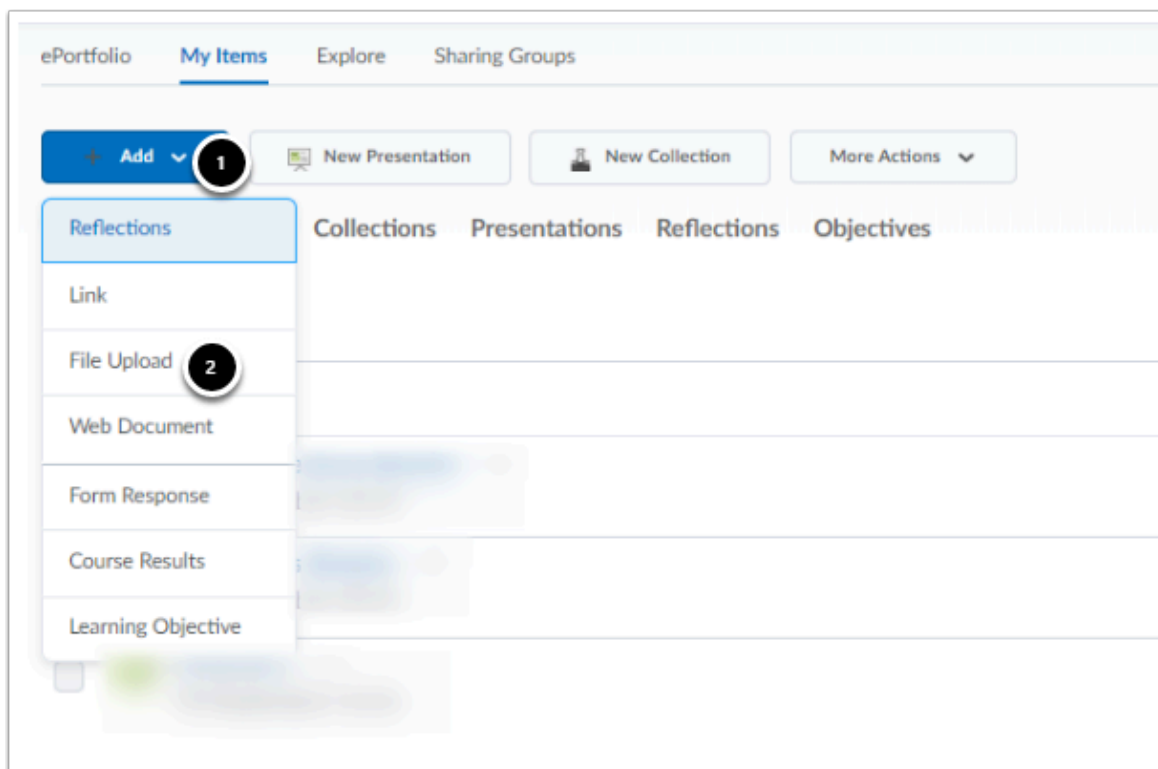 ePortfolio My Items Explore Sharing Groups
+ Add 1 New Presentation New Collection More Actions
Reflections Collections Presentations Reflections Objectives
Link
File Upload 2
Web Document
Form Response
Course Results
Learning Objective